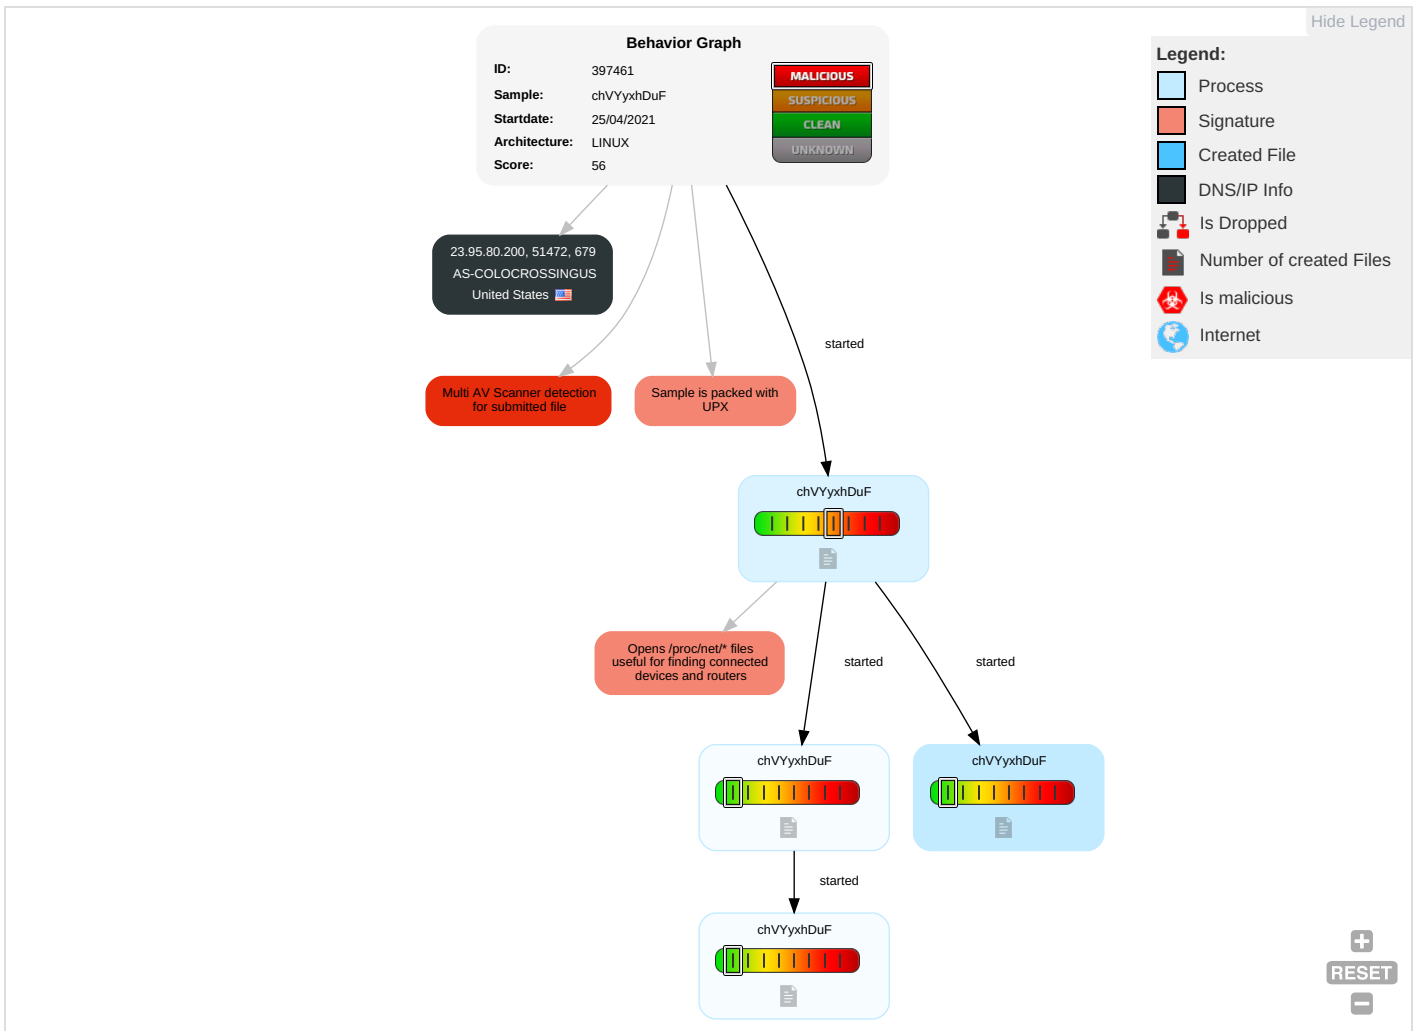 Hide Legend
Behavior Graph
ID: 397461
Sample: chVYyxhDuF
Startdate: 25/04/2021
Architecture: LINUX
Score: 56
MALICIOUS
SUSPICIOUS
CLEAN
UNKNOWN
Legend:
Process
Signature
Created File
DNS/IP Info
Is Dropped
Number of created Files
Is malicious
Internet
23.95.80.200, 51472, 679
AS-COLOCROSSINGUS
United States
started
Multi AV Scanner detection
for submitted file
Sample is packed with
UPX
chVYyxhDuF
Opens /proc/net/* files
useful for finding connected
devices and routers
started
started
chVYyxhDuF
chVYyxhDuF
started
chVYyxhDuF
RESET